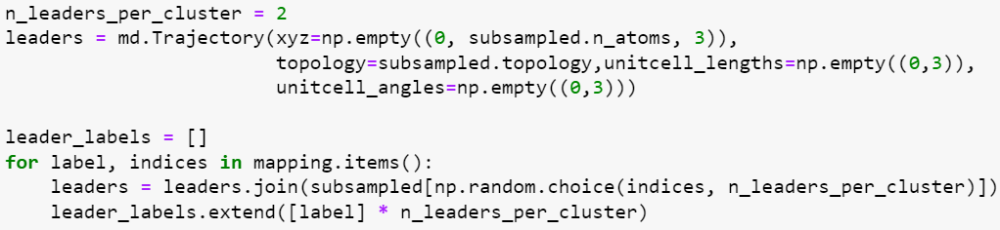 n_leaders_per_cluster = 2
leaders = md.Trajectory(xyz=np.empty((0, subsampled.n_atoms, 3)),
                        topology=subsampled.topology,unitcell_lengths=np.empty((0,3)),
                        unitcell_angles=np.empty((0,3)))

leader_labels = []
for label, indices in mapping.items():
    leaders = leaders.join(subsampled[np.random.choice(indices, n_leaders_per_cluster)])
    leader_labels.extend([label] * n_leaders_per_cluster)